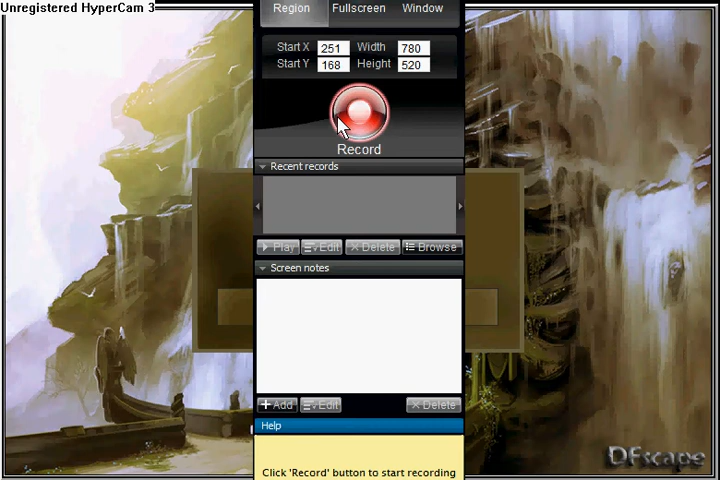 Unregistered HyperCam 3
Region Fullscreen Window
Start X 251 Width 780
Start Y 168 Height 520
Record
Recent records
Play Edit Delete Browse
Screen notes
Add Edit Delete
Help
Click 'Record' button to start recording
DFscape